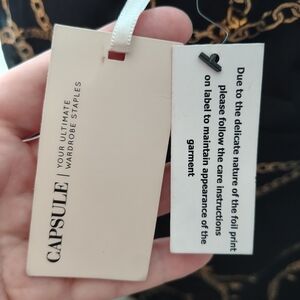 CAPSULE | YOUR ULTIMATE
WARDROBE STAPLES
Due to the delicate nature of the foil print
please follow the care instructions
on label to maintain appearance of the
garment